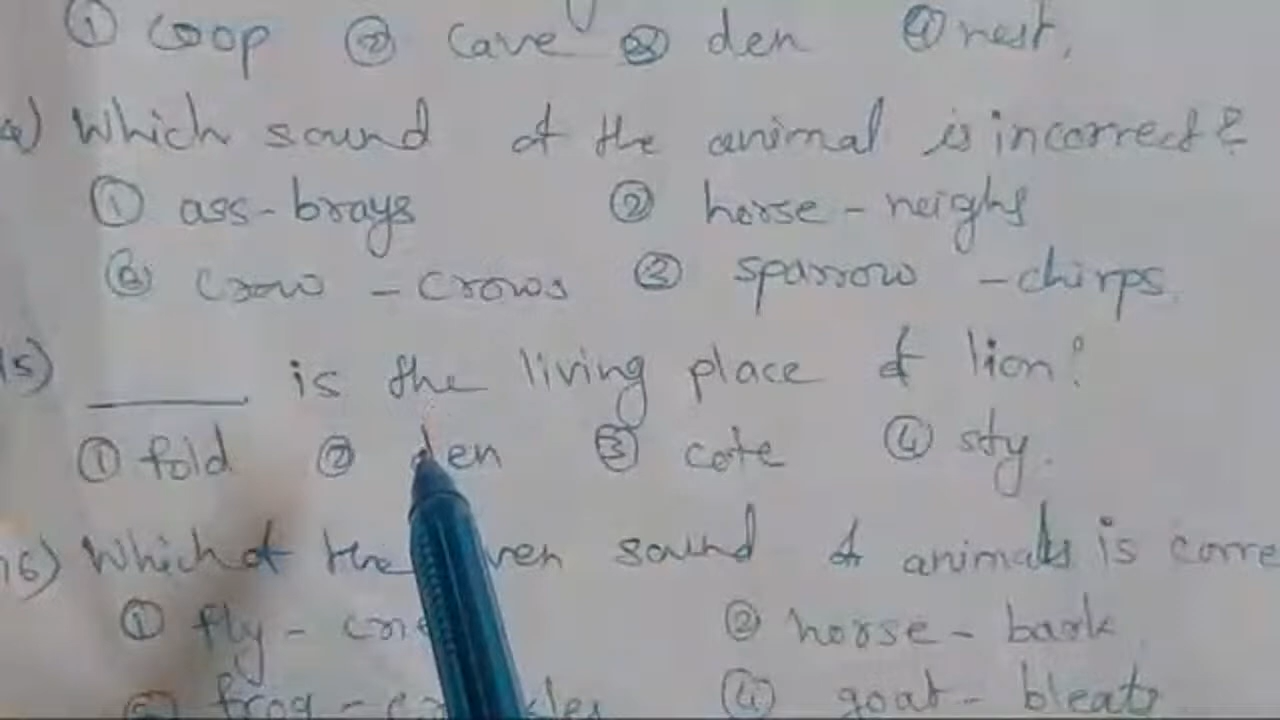 ① coop ② cave ③ den ④ nest.
4) Which sound of the animal is incorrect?
① ass - brays ② horse - neighs
③ crow - crows ③ sparrow - chirps.
15) ______ is the living place of lion?
① fold ② den ③ cote ④ sty.
16) Which of the sound of animals is
① fly - ② horse - bark
frog - ④ goat - bleats